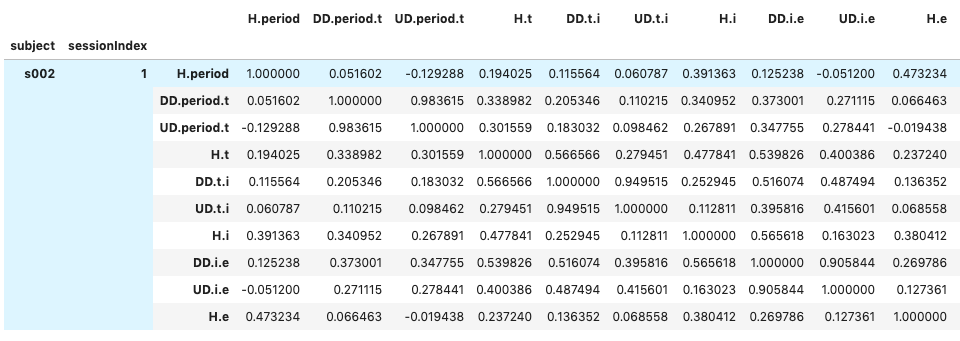 H.period DD.period.t UD.period.t H.t DD.t.i UD.t.i H.i DD.i.e UD.i.e H.e
subject sessionIndex
s002 1 H.period 1.000000 0.051602 -0.129288 0.194025 0.115564 0.060787 0.391363 0.125238 -0.051200 0.473234
DD.period.t 0.051602 1.000000 0.983615 0.338982 0.205346 0.110215 0.340952 0.373001 0.271115 0.066463
UD.period.t -0.129288 0.983615 1.000000 0.301559 0.183032 0.098462 0.267891 0.347755 0.278441 -0.019438
H.t 0.194025 0.338982 0.301559 1.000000 0.566566 0.279451 0.477841 0.539826 0.400386 0.237240
DD.t.i 0.115564 0.205346 0.183032 0.566566 1.000000 0.949515 0.252945 0.516074 0.487494 0.136352
UD.t.i 0.060787 0.110215 0.098462 0.279451 0.949515 1.000000 0.112811 0.395816 0.415601 0.068558
H.i 0.391363 0.340952 0.267891 0.477841 0.252945 0.112811 1.000000 0.565618 0.163023 0.380412
DD.i.e 0.125238 0.373001 0.347755 0.539826 0.516074 0.395816 0.565618 1.000000 0.905844 0.269786
UD.i.e -0.051200 0.271115 0.278441 0.400386 0.487494 0.415601 0.163023 0.905844 1.000000 0.127361
H.e 0.473234 0.066463 -0.019438 0.237240 0.136352 0.068558 0.380412 0.269786 0.127361 1.000000